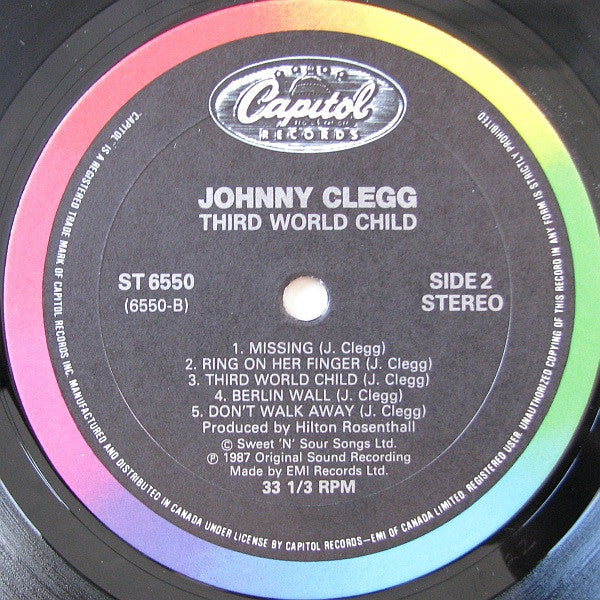 Capitol
RECORDS
JOHNNY CLEGG
THIRD WORLD CHILD
ST 6550
(6550-B)
SIDE 2
STEREO
1. MISSING (J. Clegg)
2. RING ON HER FINGER (J. Clegg)
3. THIRD WORLD CHILD (J. Clegg)
4. BERLIN WALL (J. Clegg)
5. DON'T WALK AWAY (J. Clegg)
Produced by Hilton Rosenthall
© Sweet 'N' Sour Songs Ltd.
℗ 1987 Original Sound Recording
Made by EMI Records Ltd.
33 1/3 RPM
"CAPITOL" IS A REGISTERED TRADE MARK OF CAPITOL RECORDS INC. MANUFACTURED AND DISTRIBUTED IN CANADA UNDER LICENSE BY CAPITOL RECORDS—EMI OF CANADA LIMITED. REGISTERED USER. UNAUTHORIZED COPYING OF THIS RECORD IN ANY FORM IS STRICTLY PROHIBITED